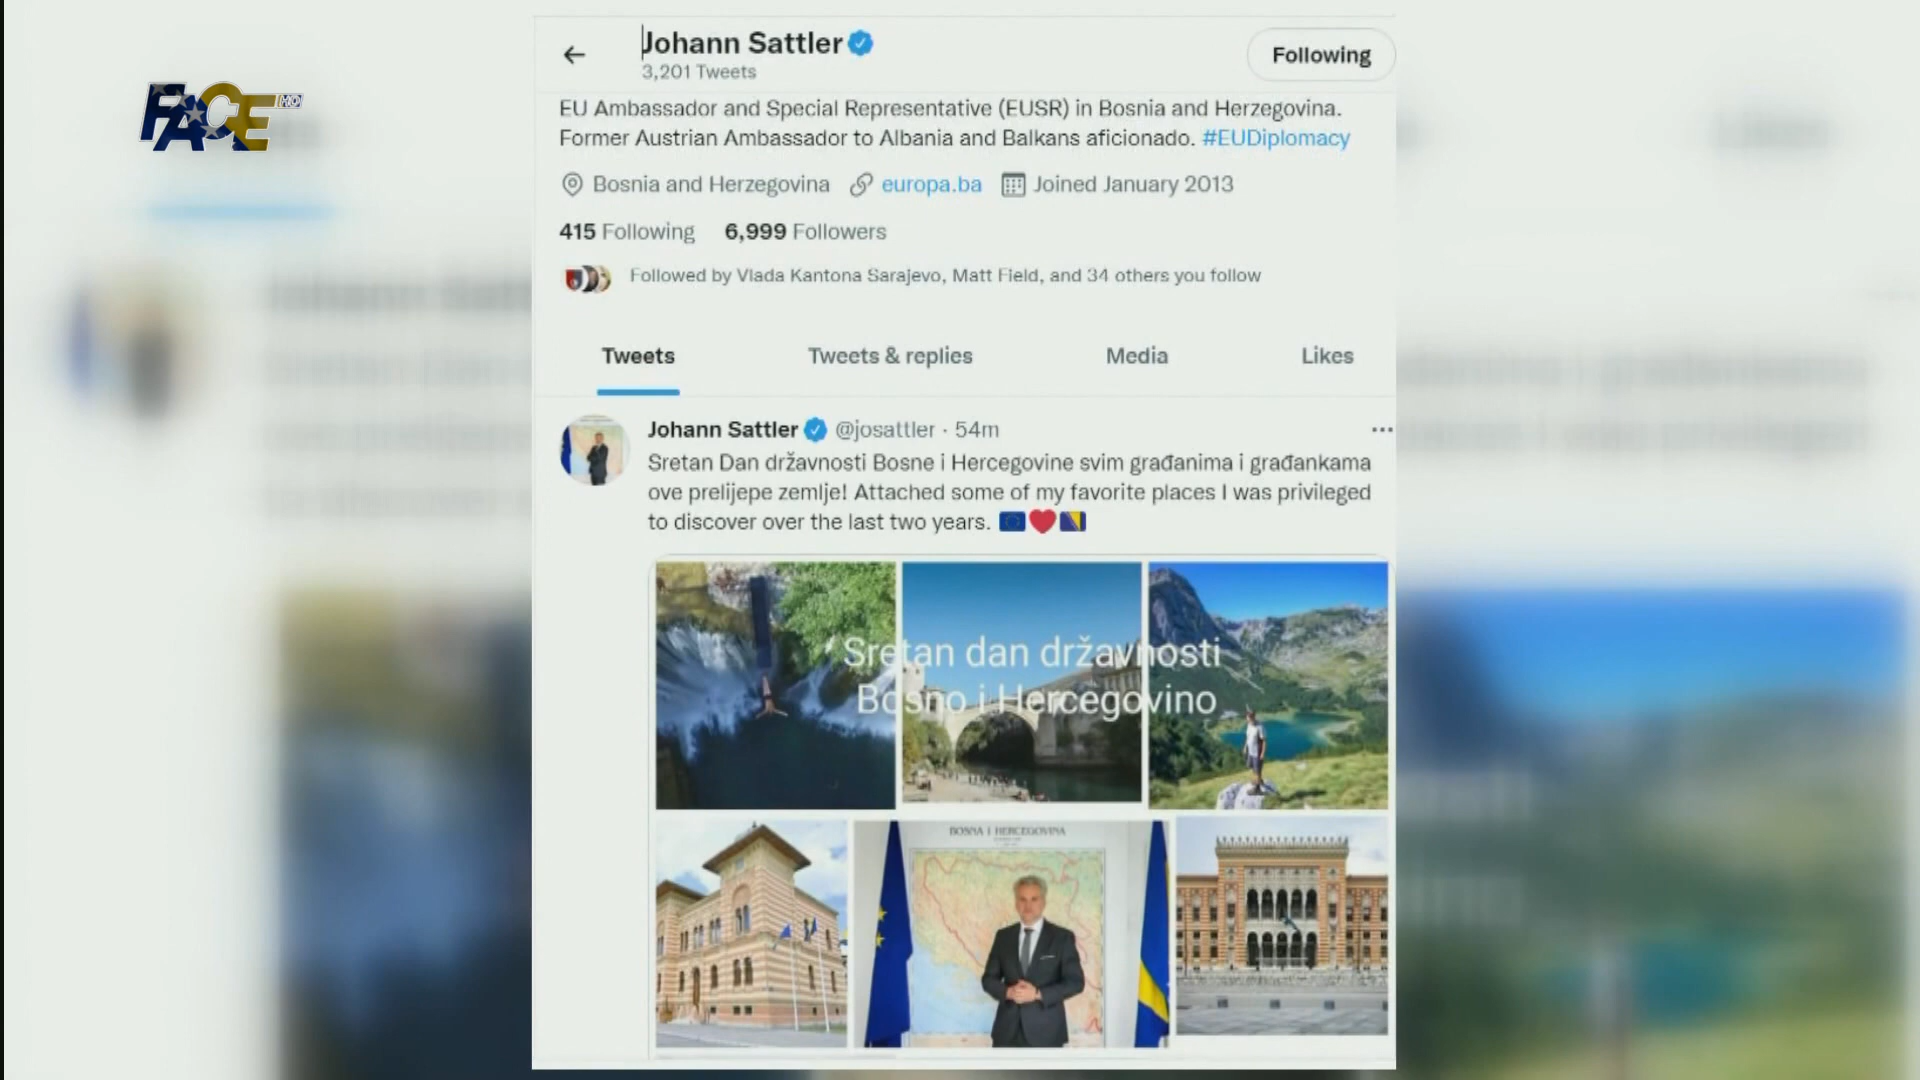 FACE HD
Johann Sattler
3,201 Tweets
Following
EU Ambassador and Special Representative (EUSR) in Bosnia and Herzegovina.
Former Austrian Ambassador to Albania and Balkans aficionado. #EUDiplomacy
Bosnia and Herzegovina europa.ba Joined January 2013
415 Following 6,999 Followers
Followed by Vlada Kantona Sarajevo, Matt Field, and 34 others you follow
Tweets Tweets & replies Media Likes
Johann Sattler @josattler · 54m
Sretan Dan državnosti Bosne i Hercegovine svim građanima i građankama
ove prelijepe zemlje! Attached some of my favorite places I was privileged
to discover over the last two years. 🇪🇺❤️🇧🇦
Sretan dan državnosti
Bosno i Hercegovino
BOSNA I HERCEGOVINA